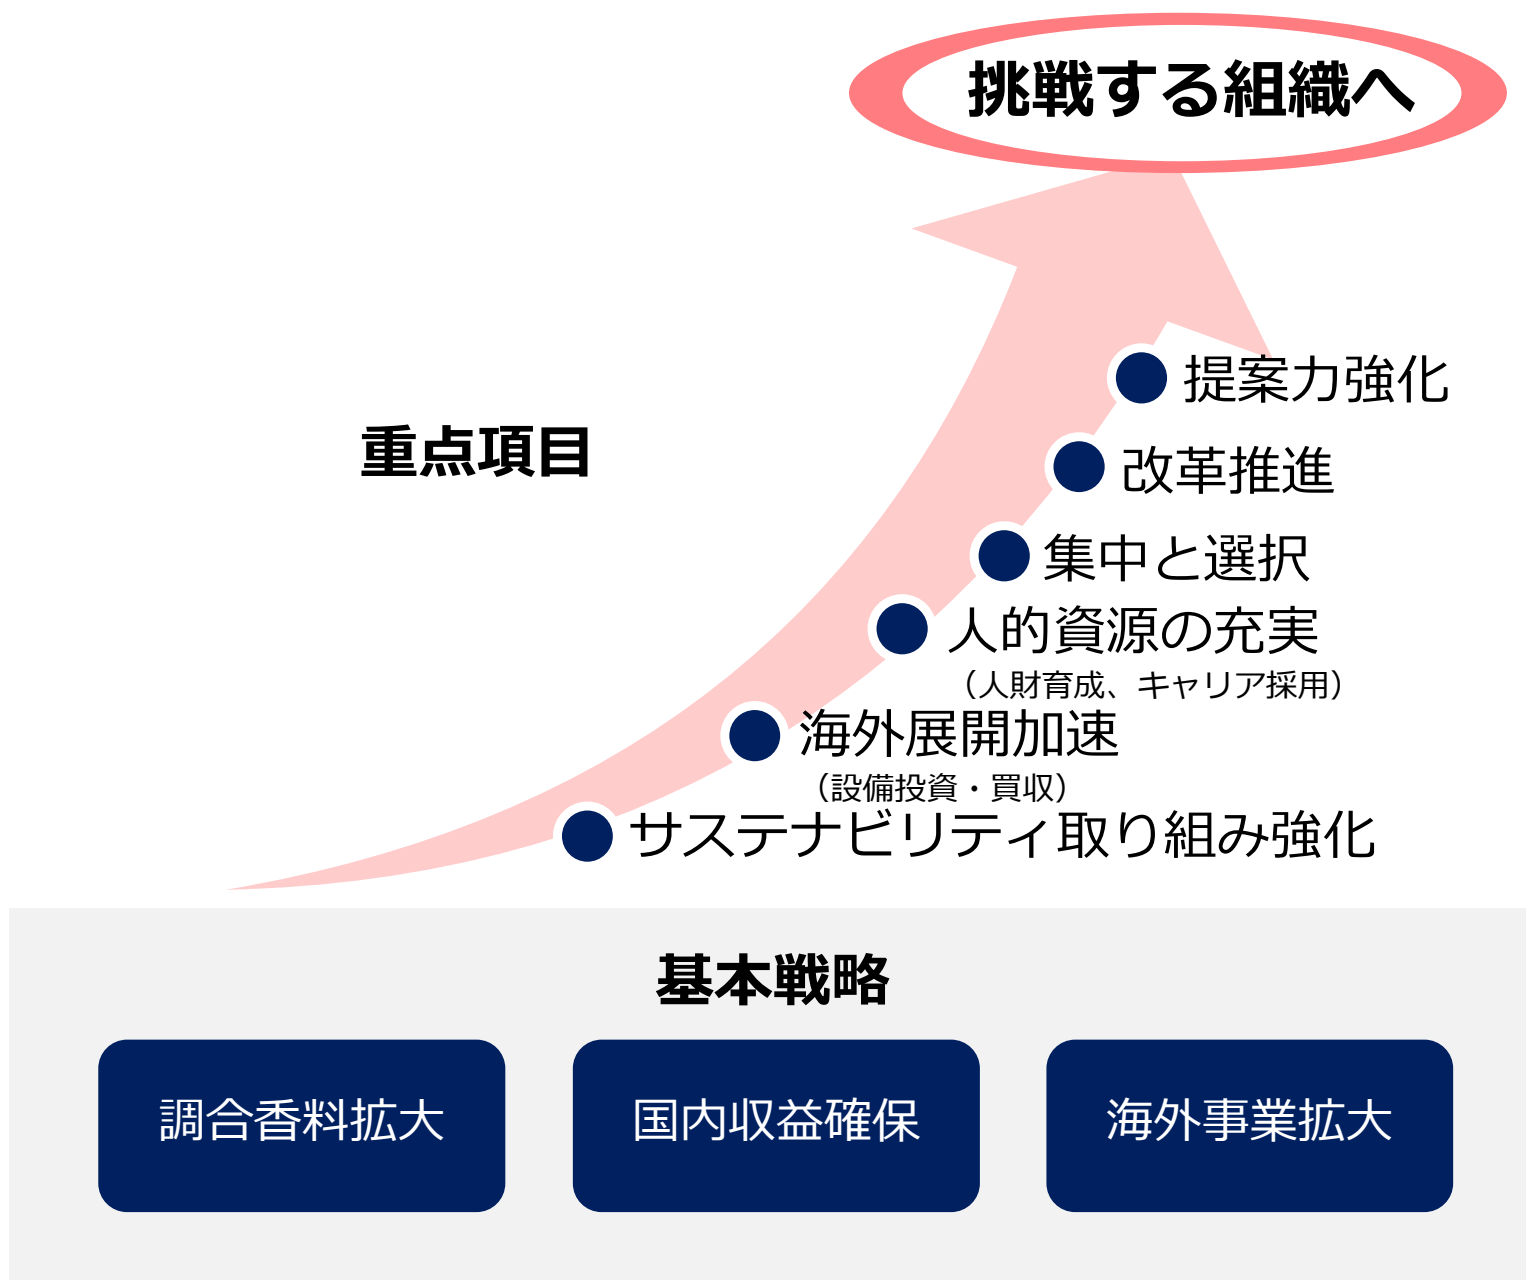 挑戦する組織へ
提案力強化
重点項目
改革推進
集中と選択
人的資源の充実
（人財育成、キャリア採用）
海外展開加速
（設備投資・買収）
サステナビリティ取り組み強化
基本戦略
調合香料拡大
国内収益確保
海外事業拡大